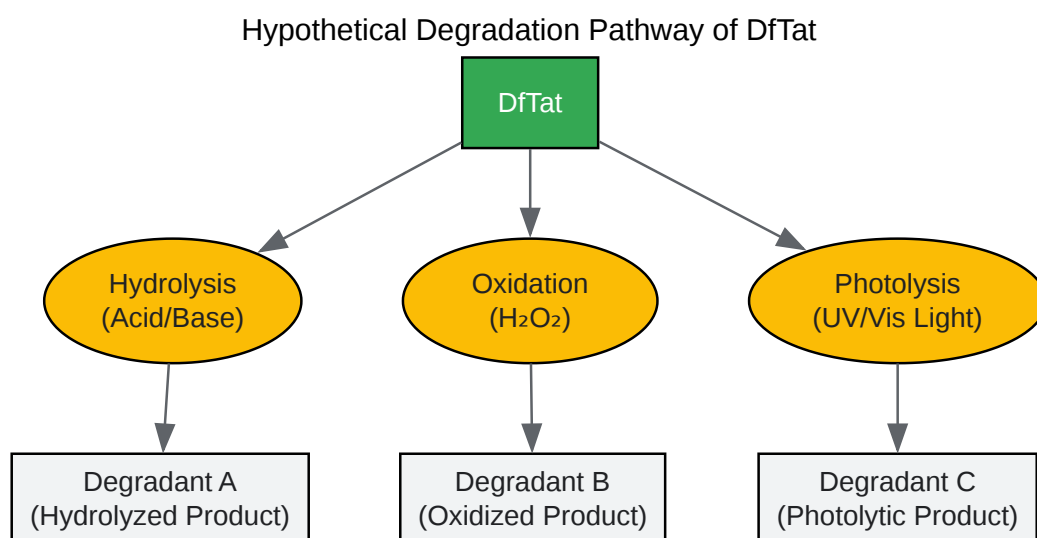 Hypothetical Degradation Pathway of DfTat
DfTat
Hydrolysis
(Acid/Base)
Oxidation
(H₂O₂)
Photolysis
(UV/Vis Light)
Degradant A
(Hydrolyzed Product)
Degradant B
(Oxidized Product)
Degradant C
(Photolytic Product)